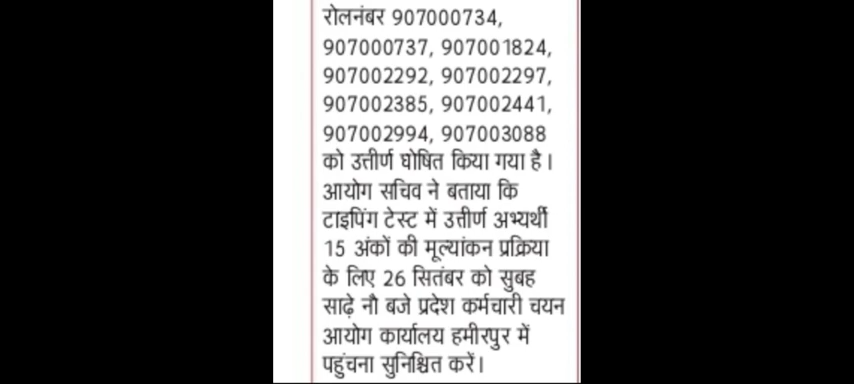 रोलनंबर 907000734,
907000737, 907001824,
907002292, 907002297,
907002385, 907002441,
907002994, 907003088
को उत्तीर्ण घोषित किया गया है।
आयोग सचिव ने बताया कि
टाइपिंग टेस्ट में उत्तीर्ण अभ्यर्थी
15 अंकों की मूल्यांकन प्रक्रिया
के लिए 26 सितंबर को सुबह
साढ़े नौ बजे प्रदेश कर्मचारी चयन
आयोग कार्यालय हमीरपुर में
पहुंचना सुनिश्चित करें।